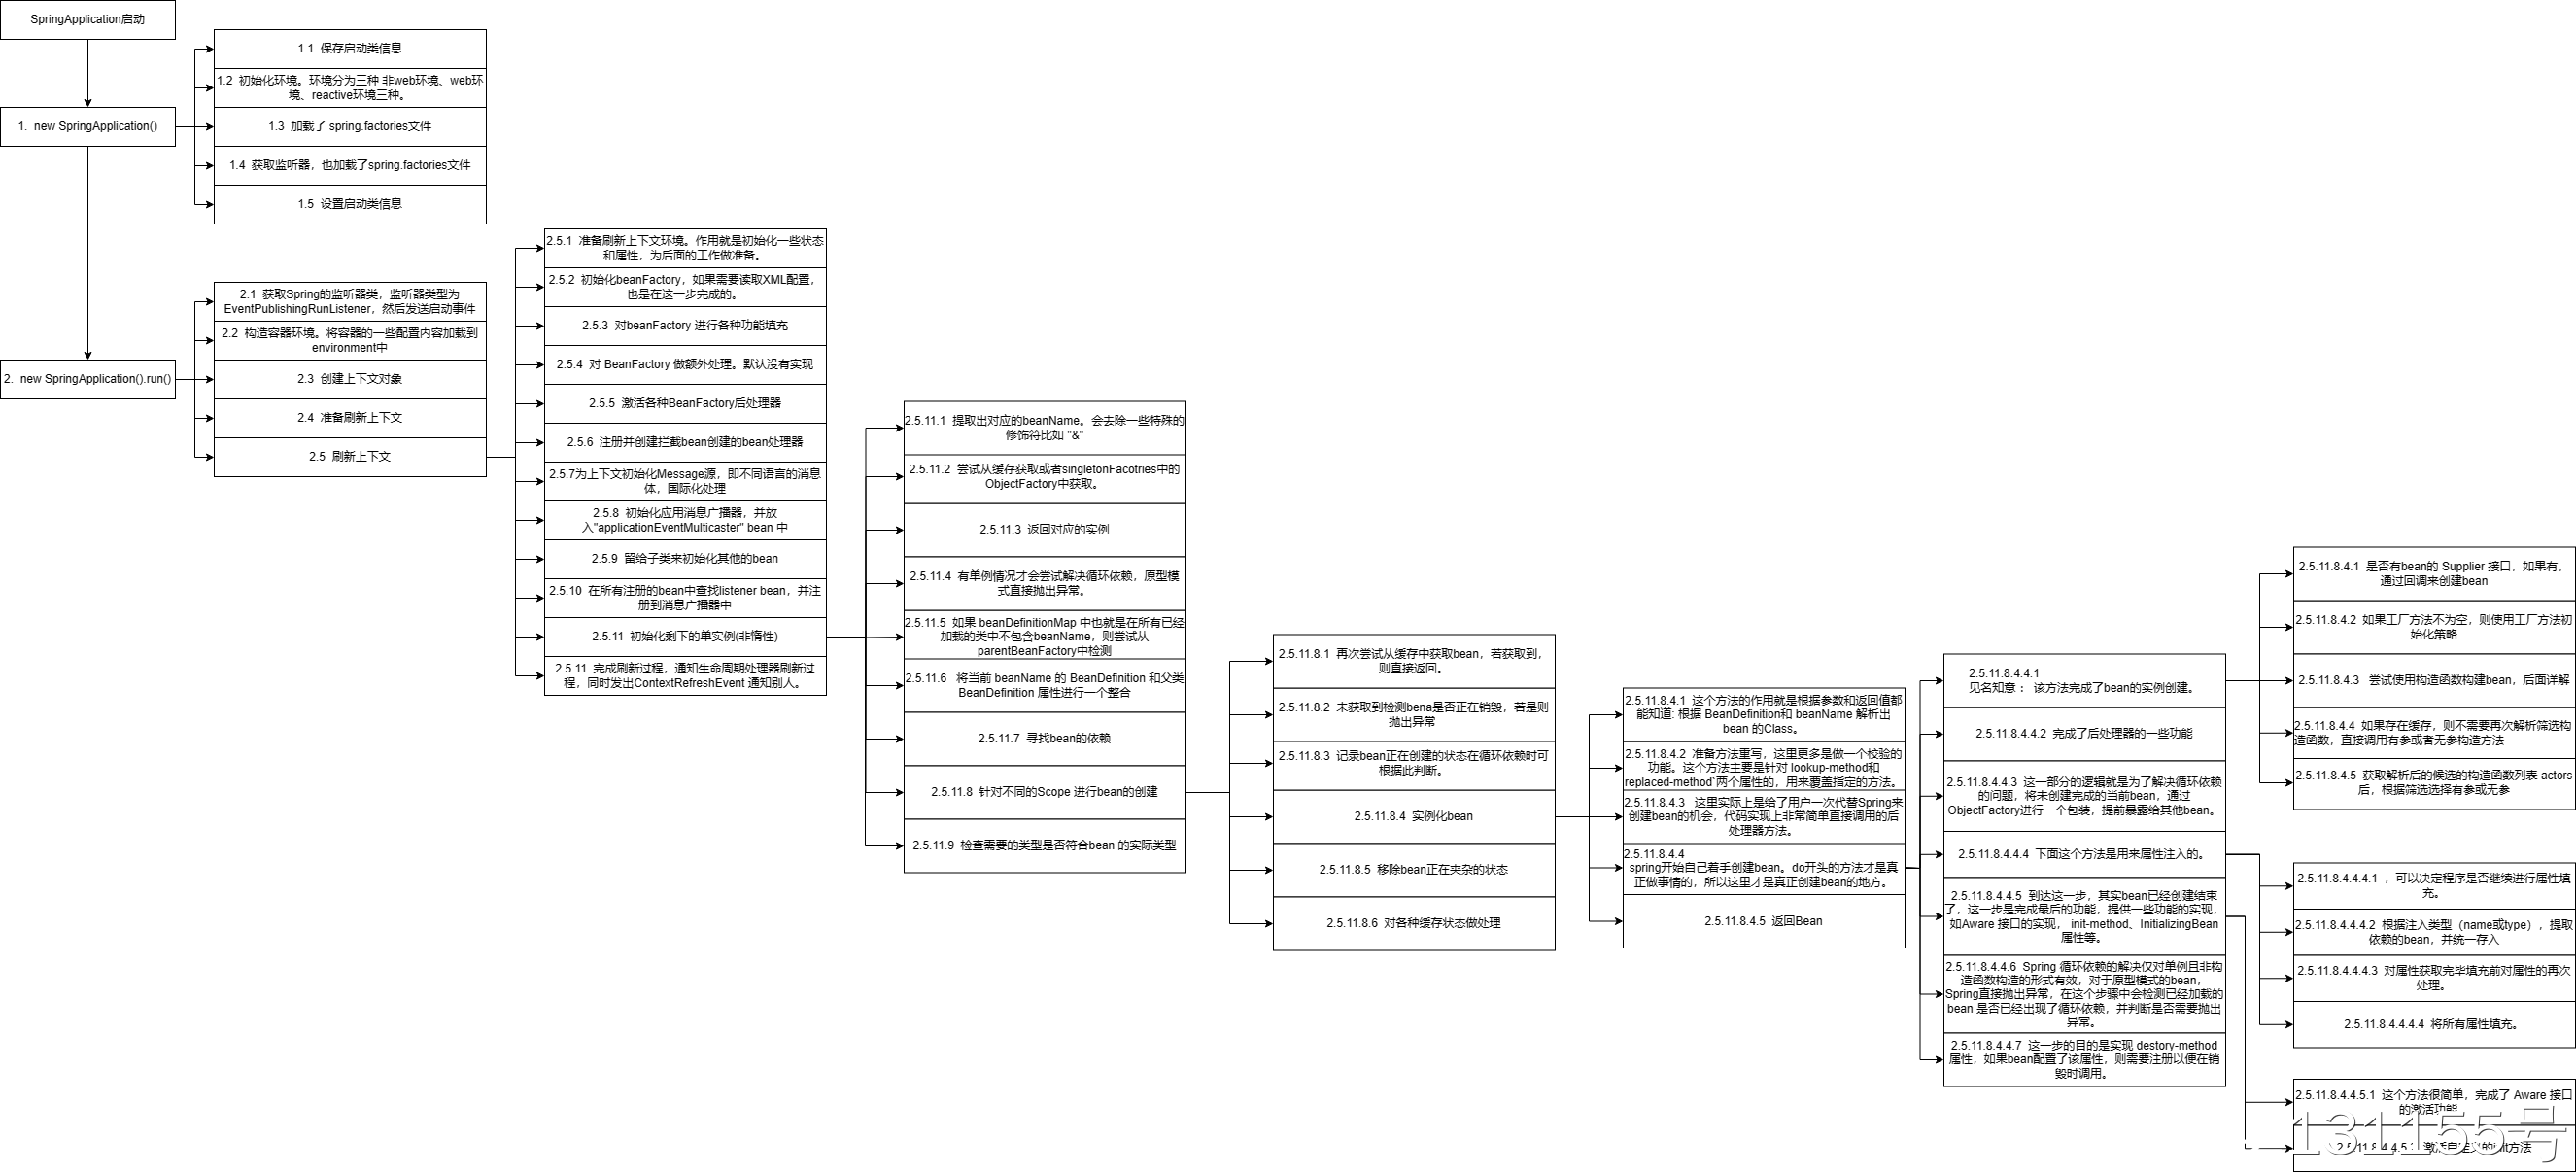 SpringApplication启动
1.  new SpringApplication()
2.  new SpringApplication().run()
1.1  保存启动类信息
1.2  初始化环境。环境分为三种 非web环境、web环
境、reactive环境三种。
1.3  加载了 spring.factories文件
1.4  获取监听器，也加载了spring.factories文件
1.5  设置启动类信息
2.1  获取Spring的监听器类，监听器类型为
EventPublishingRunListener，然后发送启动事件
2.2  构造容器环境。将容器的一些配置内容加载到
environment中
2.3  创建上下文对象
2.4  准备刷新上下文
2.5  刷新上下文
2.5.1  准备刷新上下文环境。作用就是初始化一些状态
和属性，为后面的工作做准备。
2.5.2  初始化beanFactory，如果需要读取XML配置，
也是在这一步完成的。
2.5.3  对beanFactory 进行各种功能填充
2.5.4  对 BeanFactory 做额外处理。默认没有实现
2.5.5  激活各种BeanFactory后处理器
2.5.6  注册并创建拦截bean创建的bean处理器
2.5.7为上下文初始化Message源，即不同语言的消息
体，国际化处理
2.5.8  初始化应用消息广播器，并放
入"applicationEventMulticaster" bean 中
2.5.9  留给子类来初始化其他的bean
2.5.10  在所有注册的bean中查找listener bean，并注
册到消息广播器中
2.5.11  初始化剩下的单实例(非惰性)
2.5.11  完成刷新过程，通知生命周期处理器刷新过
程，同时发出ContextRefreshEvent 通知别人。
2.5.11.1  提取出对应的beanName。会去除一些特殊的
修饰符比如 "&"
2.5.11.2  尝试从缓存获取或者singletonFacotries中的
ObjectFactory中获取。
2.5.11.3  返回对应的实例
2.5.11.4  有单例情况才会尝试解决循环依赖，原型模
式直接抛出异常。
2.5.11.5  如果 beanDefinitionMap 中也就是在所有已经
加载的类中不包含beanName，则尝试从
parentBeanFactory中检测
2.5.11.6   将当前 beanName 的 BeanDefinition 和父类
BeanDefinition 属性进行一个整合
2.5.11.7  寻找bean的依赖
2.5.11.8  针对不同的Scope 进行bean的创建
2.5.11.9  检查需要的类型是否符合bean 的实际类型
2.5.11.8.1  再次尝试从缓存中获取bean，若获取到，
则直接返回。
2.5.11.8.2  未获取到检测bena是否正在销毁，若是则
抛出异常
2.5.11.8.3  记录bean正在创建的状态在循环依赖时可
根据此判断。
2.5.11.8.4  实例化bean
2.5.11.8.5  移除bean正在夹杂的状态
2.5.11.8.6  对各种缓存状态做处理
2.5.11.8.4.1  这个方法的作用就是根据参数和返回值都
能知道: 根据 BeanDefinition和 beanName 解析出
bean 的Class。
2.5.11.8.4.2  准备方法重写，这里更多是做一个校验的
功能。这个方法主要是针对 lookup-method和
replaced-method`两个属性的，用来覆盖指定的方法。
2.5.11.8.4.3   这里实际上是给了用户一次代替Spring来
创建bean的机会，代码实现上非常简单直接调用的后
处理器方法。
2.5.11.8.4.4
spring开始自己着手创建bean。do开头的方法才是真
正做事情的，所以这里才是真正创建bean的地方。
2.5.11.8.4.5  返回Bean
2.5.11.8.4.4.1
见名知意 ： 该方法完成了bean的实例创建。
2.5.11.8.4.4.2  完成了后处理器的一些功能
2.5.11.8.4.4.3  这一部分的逻辑就是为了解决循环依赖
的问题，将未创建完成的当前bean，通过
ObjectFactory进行一个包装，提前暴露给其他bean。
2.5.11.8.4.4.4  下面这个方法是用来属性注入的。
2.5.11.8.4.4.5  到达这一步，其实bean已经创建结束
了，这一步是完成最后的功能，提供一些功能的实现，
如Aware 接口的实现， init-method、InitializingBean
属性等。
2.5.11.8.4.4.6  Spring 循环依赖的解决仅对单例且非构
造函数构造的形式有效，对于原型模式的bean，
Spring直接抛出异常，在这个步骤中会检测已经加载的
bean 是否已经出现了循环依赖，并判断是否需要抛出
异常。
2.5.11.8.4.4.7  这一步的目的是实现 destory-method
属性，如果bean配置了该属性，则需要注册以便在销
毁时调用。
2.5.11.8.4.1  是否有bean的 Supplier 接口，如果有，
通过回调来创建bean
2.5.11.8.4.2  如果工厂方法不为空，则使用工厂方法初
始化策略
2.5.11.8.4.3   尝试使用构造函数构建bean，后面详解
2.5.11.8.4.4  如果存在缓存，则不需要再次解析筛选构
造函数，直接调用有参或者无参构造方法
2.5.11.8.4.5  获取解析后的候选的构造函数列表 actors
后，根据筛选选择有参或无参
2.5.11.8.4.4.4.1  ，可以决定程序是否继续进行属性填
充。
2.5.11.8.4.4.4.2  根据注入类型（name或type），提取
依赖的bean，并统一存入
2.5.11.8.4.4.4.3  对属性获取完毕填充前对属性的再次
处理。
2.5.11.8.4.4.4.4  将所有属性填充。
2.5.11.8.4.4.5.1  这个方法很简单，完成了 Aware 接口
的激活功能
131155号